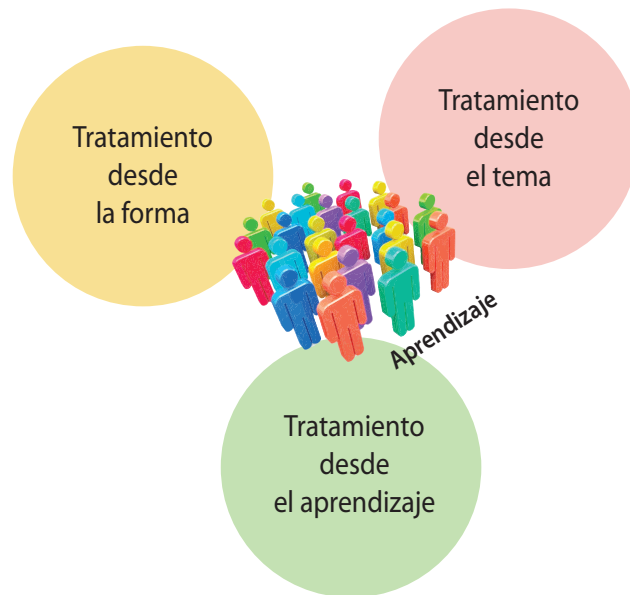 Tratamiento
desde
la forma
Tratamiento
desde
el tema
Aprendizaje
Tratamiento
desde
el aprendizaje